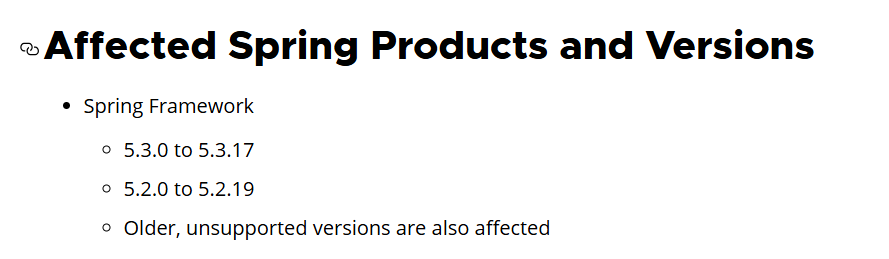 Affected Spring Products and Versions
Spring Framework
5.3.0 to 5.3.17
5.2.0 to 5.2.19
Older, unsupported versions are also affected